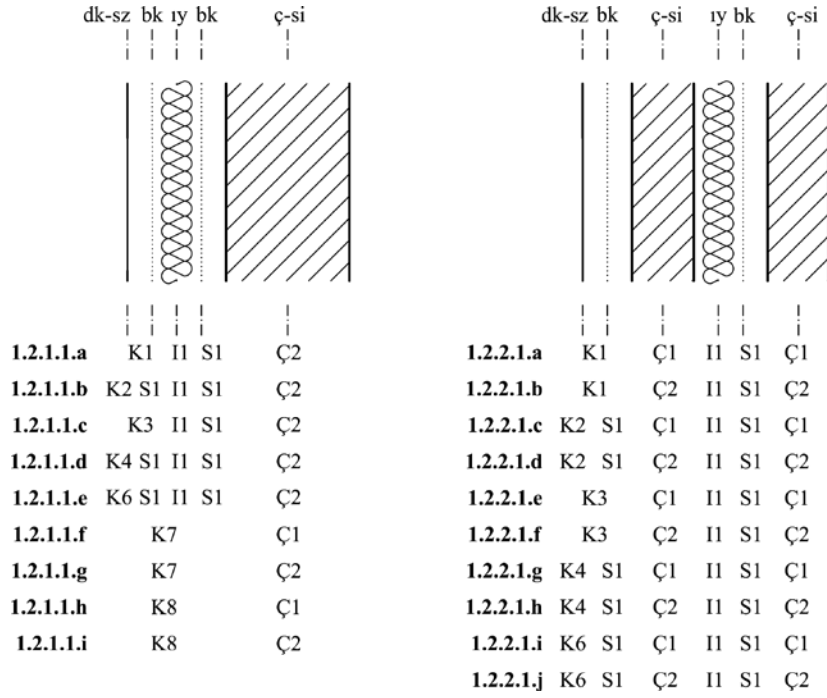 dk-sz bk ıy bk ç-si
1.2.1.1.a K1 I1 S1 Ç2
1.2.1.1.b K2 S1 I1 S1 Ç2
1.2.1.1.c K3 I1 S1 Ç2
1.2.1.1.d K4 S1 I1 S1 Ç2
1.2.1.1.e K6 S1 I1 S1 Ç2
1.2.1.1.f K7 Ç1
1.2.1.1.g K7 Ç2
1.2.1.1.h K8 Ç1
1.2.1.1.i K8 Ç2
dk-sz bk ç-si ıy bk ç-si
1.2.2.1.a K1 Ç1 I1 S1 Ç1
1.2.2.1.b K1 Ç2 I1 S1 Ç2
1.2.2.1.c K2 S1 Ç1 I1 S1 Ç1
1.2.2.1.d K2 S1 Ç2 I1 S1 Ç2
1.2.2.1.e K3 Ç1 I1 S1 Ç1
1.2.2.1.f K3 Ç2 I1 S1 Ç2
1.2.2.1.g K4 S1 Ç1 I1 S1 Ç1
1.2.2.1.h K4 S1 Ç2 I1 S1 Ç2
1.2.2.1.i K6 S1 Ç1 I1 S1 Ç1
1.2.2.1.j K6 S1 Ç2 I1 S1 Ç2